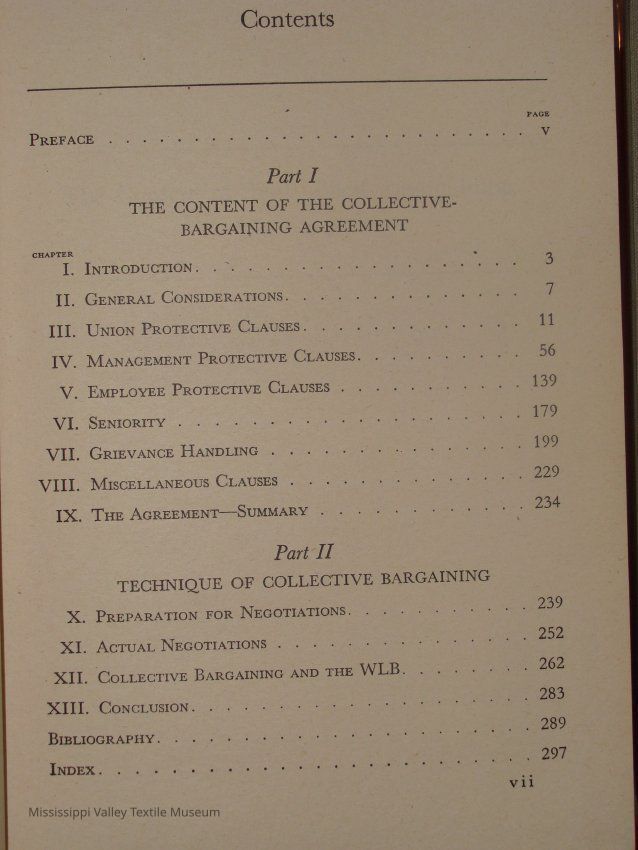 Contents
PAGE
PREFACE . . . . . . . . . . . . . . . . . . . . . . . . . V
Part I
THE CONTENT OF THE COLLECTIVE-
BARGAINING AGREEMENT
CHAPTER
I. INTRODUCTION. . . . . . . . . . . . . . . . . . . 3
II. GENERAL CONSIDERATIONS. . . . . . . . . . . . . . 7
III. UNION PROTECTIVE CLAUSES. . . . . . . . . . . . . 11
IV. MANAGEMENT PROTECTIVE CLAUSES. . . . . . . . . . 56
V. EMPLOYEE PROTECTIVE CLAUSES . . . . . . . . . . . 139
VI. SENIORITY . . . . . . . . . . . . . . . . . . . . 179
VII. GRIEVANCE HANDLING . . . . . . . . . . . . . . . 199
VIII. MISCELLANEOUS CLAUSES . . . . . . . . . . . . . 229
IX. THE AGREEMENT—SUMMARY . . . . . . . . . . . . 234
Part II
TECHNIQUE OF COLLECTIVE BARGAINING
X. PREPARATION FOR NEGOTIATIONS. . . . . . . . . . . 239
XI. ACTUAL NEGOTIATIONS . . . . . . . . . . . . . . . 252
XII. COLLECTIVE BARGAINING AND THE WLB. . . . . . . . 262
XIII. CONCLUSION. . . . . . . . . . . . . . . . . . . 283
BIBLIOGRAPHY. . . . . . . . . . . . . . . . . . . . . . 289
INDEX. . . . . . . . . . . . . . . . . . . . . . . . . 297
vii
Mississippi Valley Textile Museum